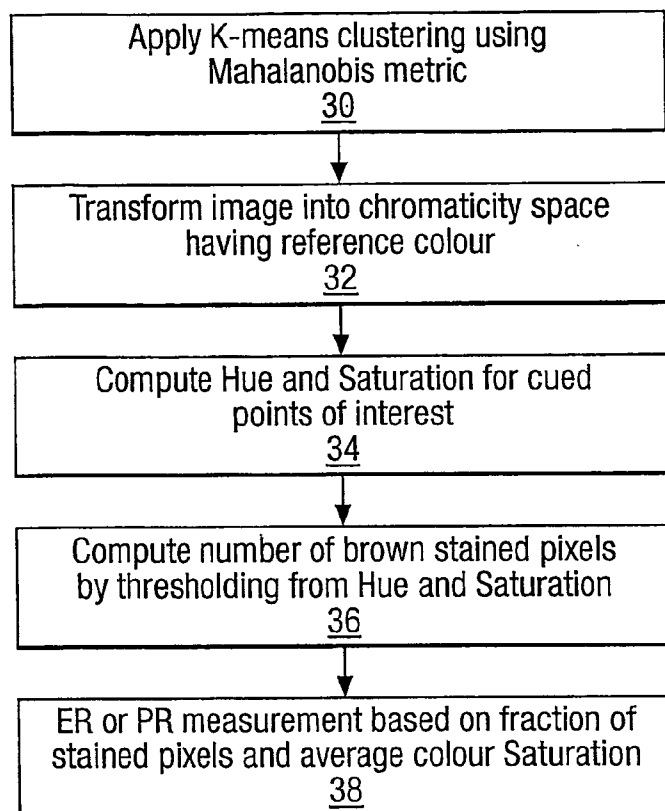 Apply K-means clustering using
Mahalanobis metric
30
Transform image into chromaticity space
having reference colour
32
Compute Hue and Saturation for cued
points of interest
34
Compute number of brown stained pixels
by thresholding from Hue and Saturation
36
ER or PR measurement based on fraction of
stained pixels and average colour Saturation
38